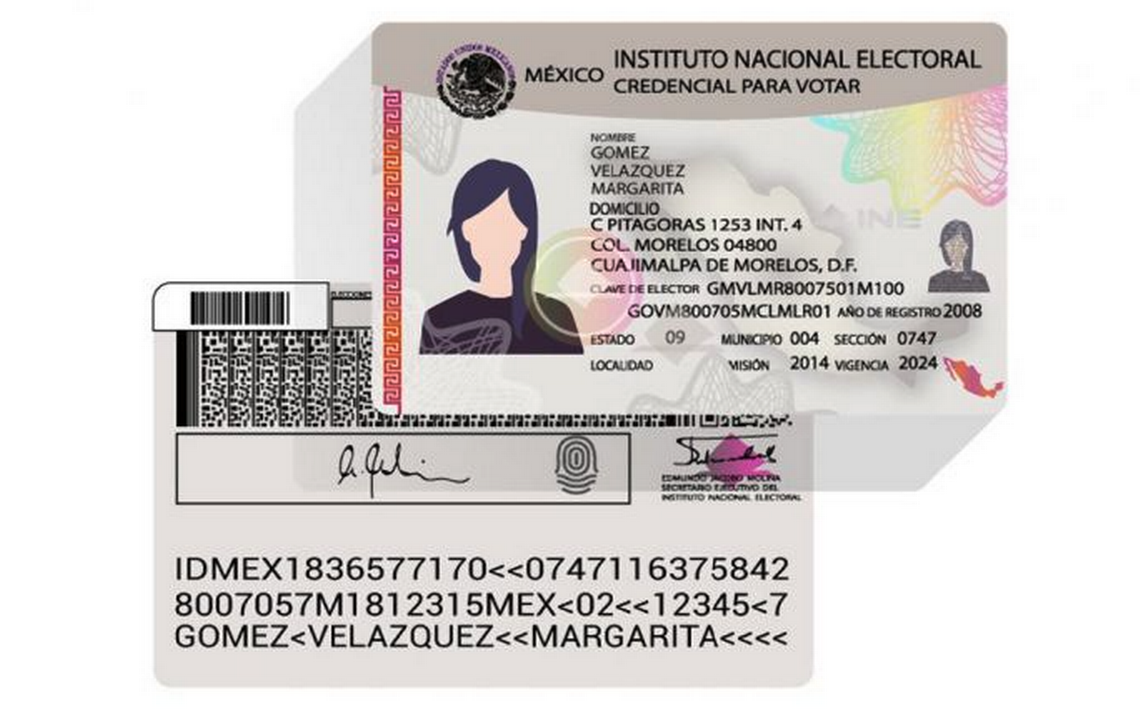 ESTADOS UNIDOS MEXICANOS
MÉXICO
INSTITUTO NACIONAL ELECTORAL
CREDENCIAL PARA VOTAR
NOMBRE
GOMEZ
VELAZQUEZ
MARGARITA
DOMICILIO
C PITAGORAS 1253 INT. 4
COL. MORELOS 04800
CUAJIMALPA DE MORELOS, D.F.
CLAVE DE ELECTOR GMVLMR8007501M100
GOVM800705MCLMLR01 AÑO DE REGISTRO 2008
ESTADO 09 MUNICIPIO 004 SECCIÓN 0747
LOCALIDAD MISIÓN 2014 VIGENCIA 2024
INE
EDMUNDO JACOBO MOLINA
SECRETARIO EJECUTIVO DEL
INSTITUTO NACIONAL ELECTORAL
IDMEX1836577170<<0747116375842
8007057M1812315MEX<02<<12345<7
GOMEZ<VELAZQUEZ<<MARGARITA<<<<